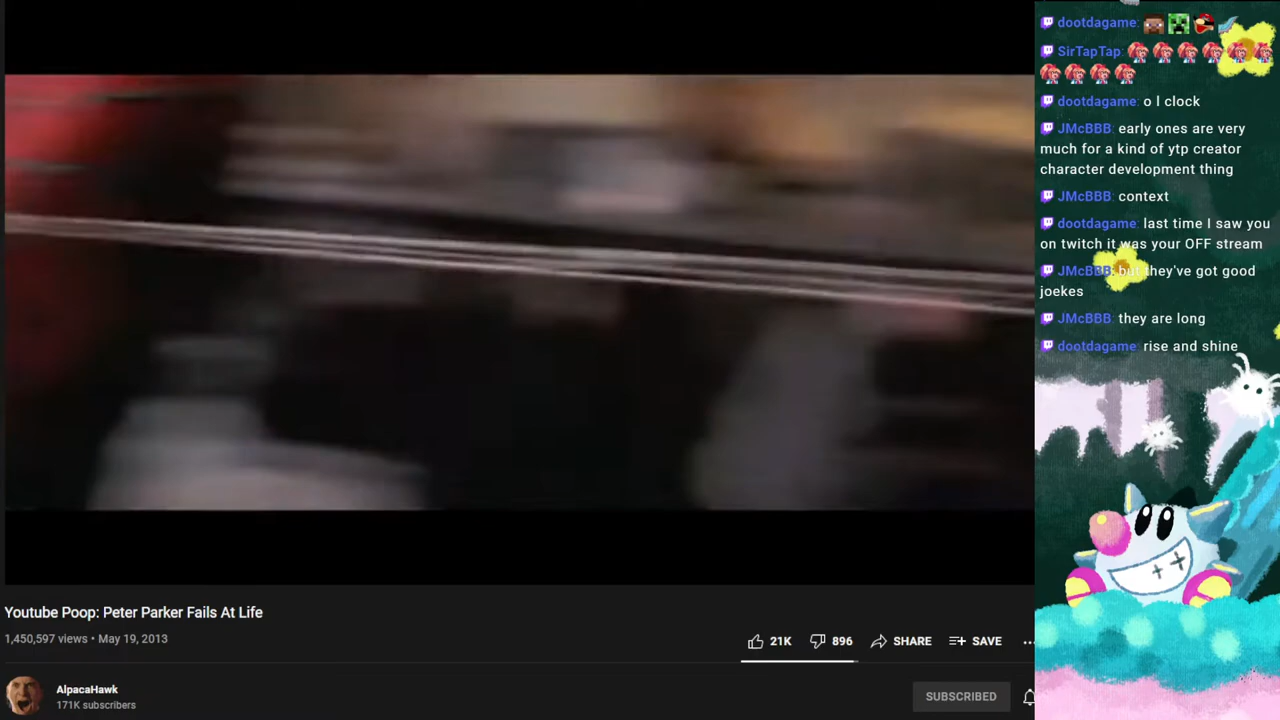 dootdagame:
SirTapTap:
dootdagame: o l clock
JMcBBB: early ones are very
much for a kind of ytp creator
character development thing
JMcBBB: context
dootdagame: last time I saw you
on twitch it was your OFF stream
JMcBBB: but they've got good
joekes
JMcBBB: they are long
dootdagame: rise and shine
Youtube Poop: Peter Parker Fails At Life
1,450,597 views • May 19, 2013
21K 896 SHARE SAVE
AlpacaHawk
171K subscribers
SUBSCRIBED